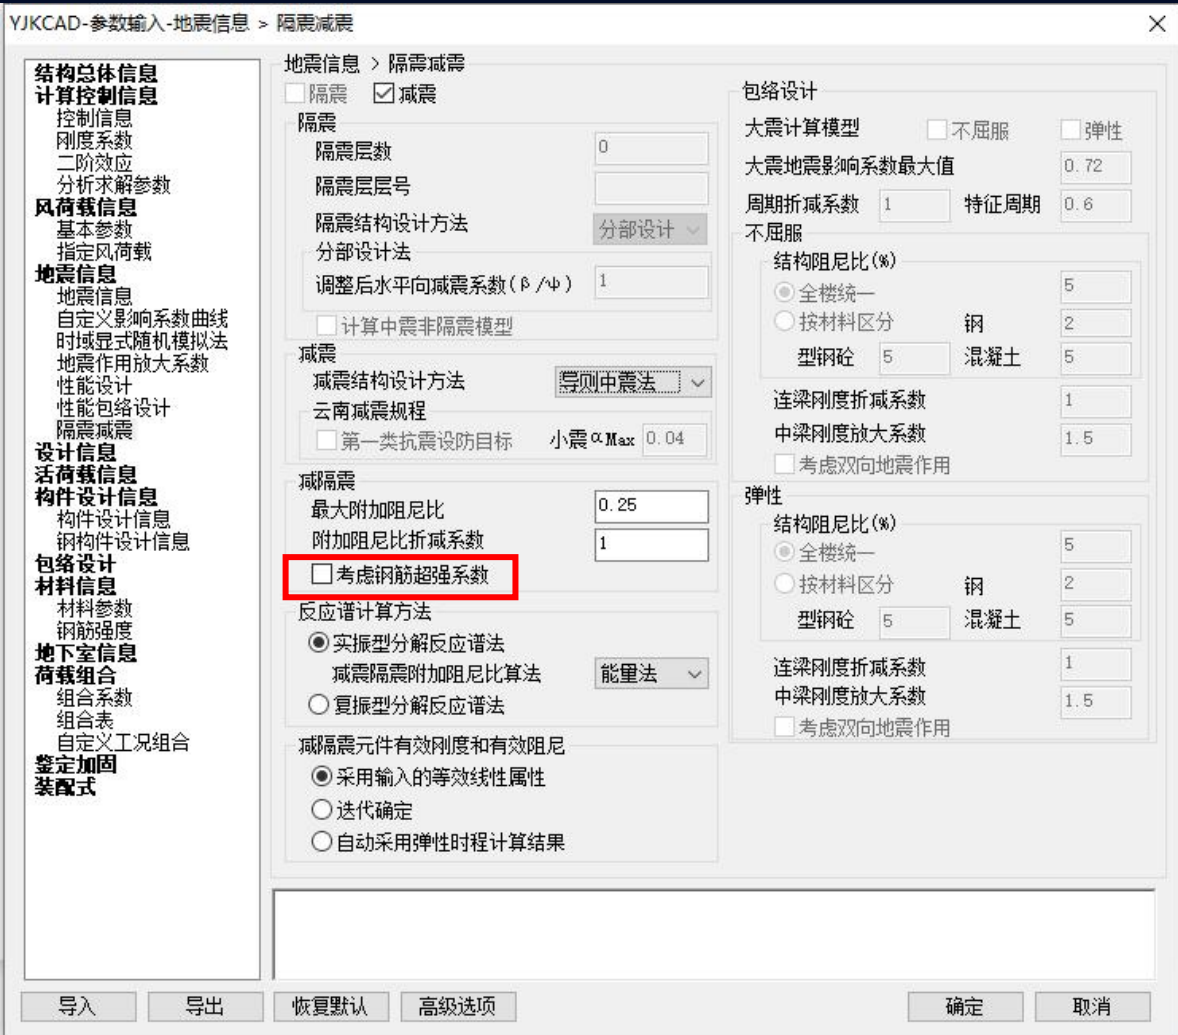 YJKCAD-参数输入-地震信息 > 隔震减震
结构总体信息
计算控制信息
控制信息
刚度系数
二阶效应
分析求解参数
风荷载信息
基本参数
指定风荷载
地震信息
地震信息
自定义影响系数曲线
时域显式随机模拟法
地震作用放大系数
性能设计
性能包络设计
隔震减震
设计信息
活荷载信息
构件设计信息
构件设计信息
钢构件设计信息
包络设计
材料信息
材料参数
钢筋强度
地下室信息
荷载组合
组合系数
组合表
自定义工况组合
鉴定加固
装配式
地震信息 > 隔震减震
隔震 减震
隔震
隔震层数 0
隔震层层号
隔震结构设计方法 分部设计
分部设计法
调整后水平向减震系数(β/ψ) 1
计算中震非隔震模型
减震
减震结构设计方法 导则中震法
云南减震规程
第一类抗震设防目标 小震αMax 0.04
减隔震
最大附加阻尼比 0.25
附加阻尼比折减系数 1
考虑钢筋超强系数
反应谱计算方法
实振型分解反应谱法
减震隔震附加阻尼比算法 能量法
复振型分解反应谱法
减隔震元件有效刚度和有效阻尼
采用输入的等效线性属性
迭代确定
自动采用弹性时程计算结果
包络设计
大震计算模型 不屈服 弹性
大震地震影响系数最大值 0.72
周期折减系数 1 特征周期 0.6
不屈服
结构阻尼比(%)
全楼统一 5
按材料区分 钢 2
型钢砼 5 混凝土 5
连梁刚度折减系数 1
中梁刚度放大系数 1.5
考虑双向地震作用
弹性
结构阻尼比(%)
全楼统一 5
按材料区分 钢 2
型钢砼 5 混凝土 5
连梁刚度折减系数 1
中梁刚度放大系数 1.5
考虑双向地震作用
导入 导出 恢复默认 高级选项 确定 取消